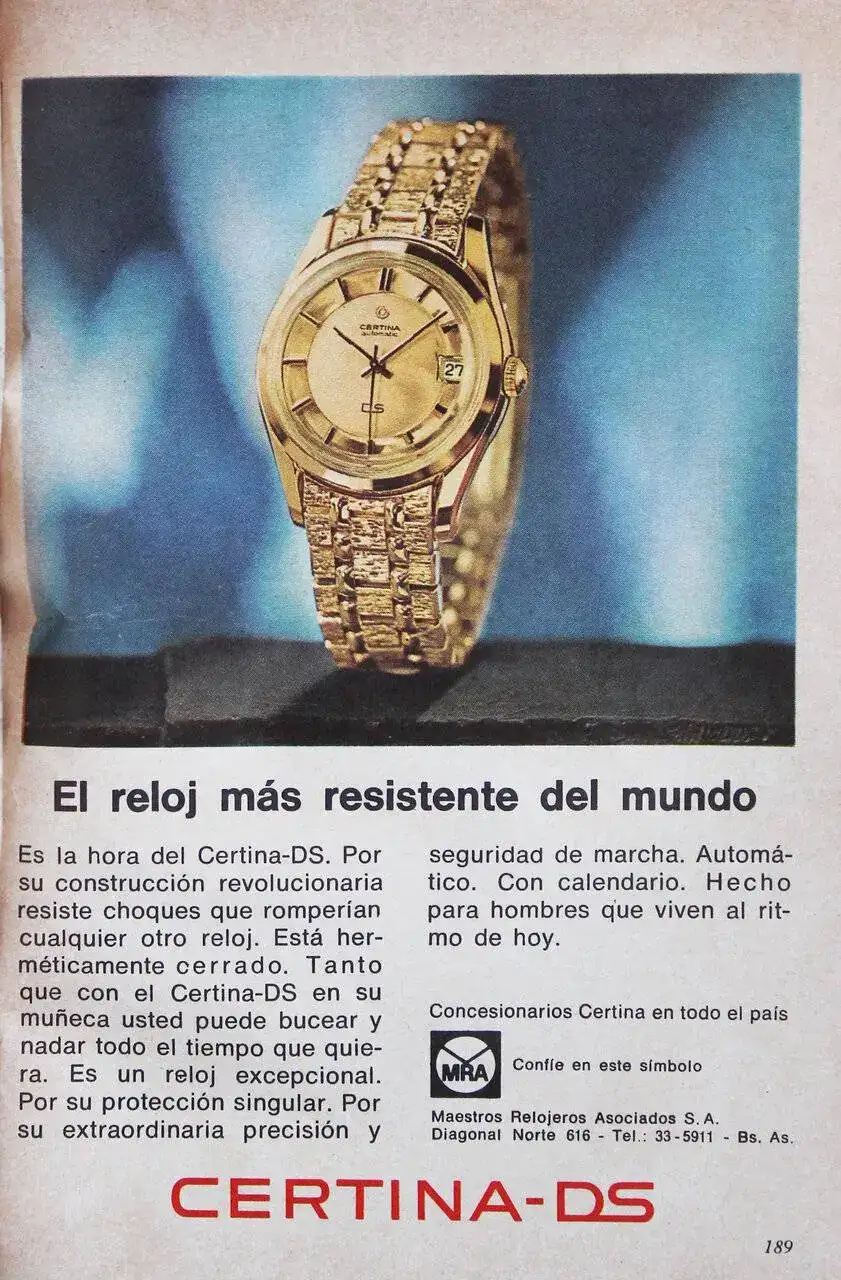 CERTINA
automatic
27
DS
El reloj más resistente del mundo
Es la hora del Certina-DS. Por
su construcción revolucionaria
resiste choques que romperían
cualquier otro reloj. Está her-
méticamente cerrado. Tanto
que con el Certina-DS en su
muñeca usted puede bucear y
nadar todo el tiempo que quie-
ra. Es un reloj excepcional.
Por su protección singular. Por
su extraordinaria precisión y
seguridad de marcha. Automá-
tico. Con calendario. Hecho
para hombres que viven al rit-
mo de hoy.
Concesionarios Certina en todo el país
MRA
Confíe en este símbolo
Maestros Relojeros Asociados S.A.
Diagonal Norte 616 - Tel.: 33-5911 - Bs. As.
CERTINA-DS
189